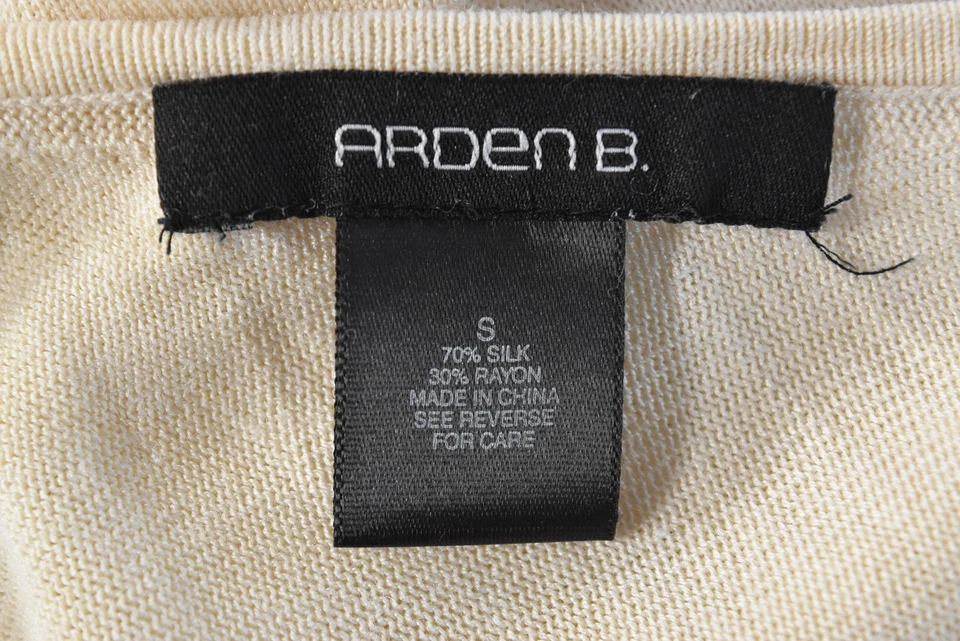 ARDen B.
S
70% SILK
30% RAYON
MADE IN CHINA
SEE REVERSE
FOR CARE